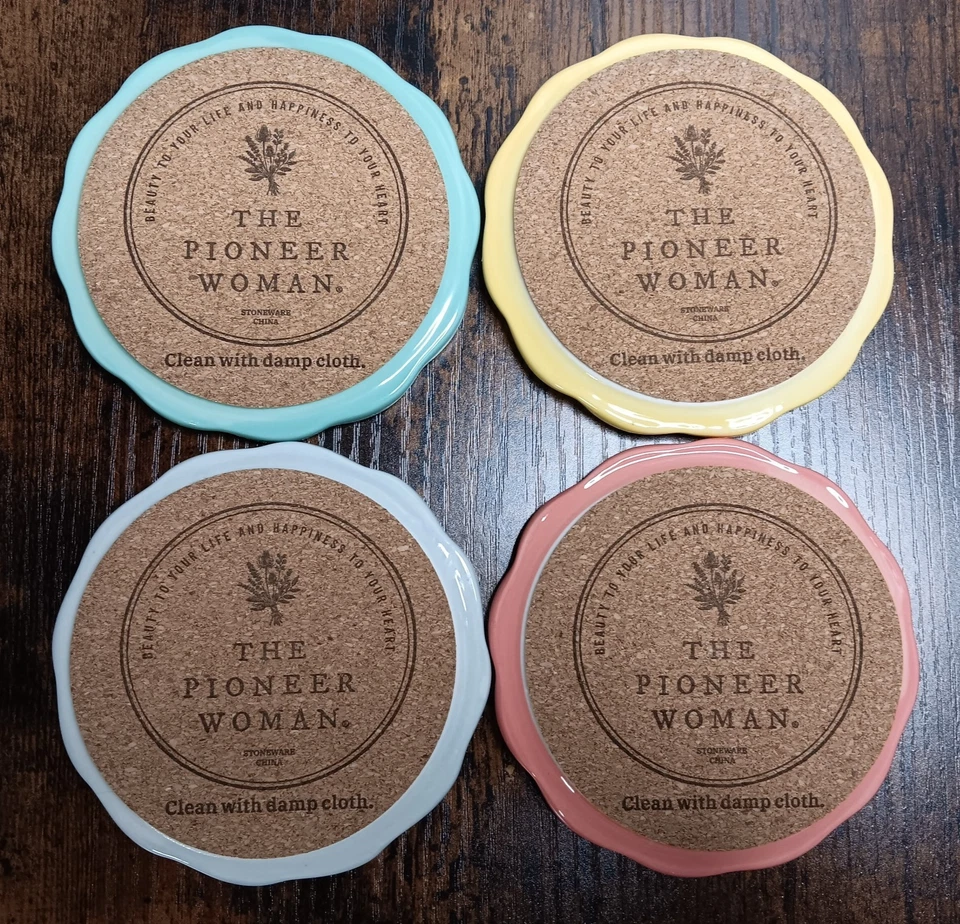 BEAUTY TO YOUR LIFE AND HAPPINESS TO YOUR HEART
THE
PIONEER
WOMAN®
STONEWARE
CHINA
Clean with damp cloth.
BEAUTY TO YOUR LIFE AND HAPPINESS TO YOUR HEART
THE
PIONEER
WOMAN®
STONEWARE
CHINA
Clean with damp cloth.
BEAUTY TO YOUR LIFE AND HAPPINESS TO YOUR HEART
THE
PIONEER
WOMAN®
STONEWARE
CHINA
Clean with damp cloth.
BEAUTY TO YOUR LIFE AND HAPPINESS TO YOUR HEART
THE
PIONEER
WOMAN®
STONEWARE
CHINA
Clean with damp cloth.